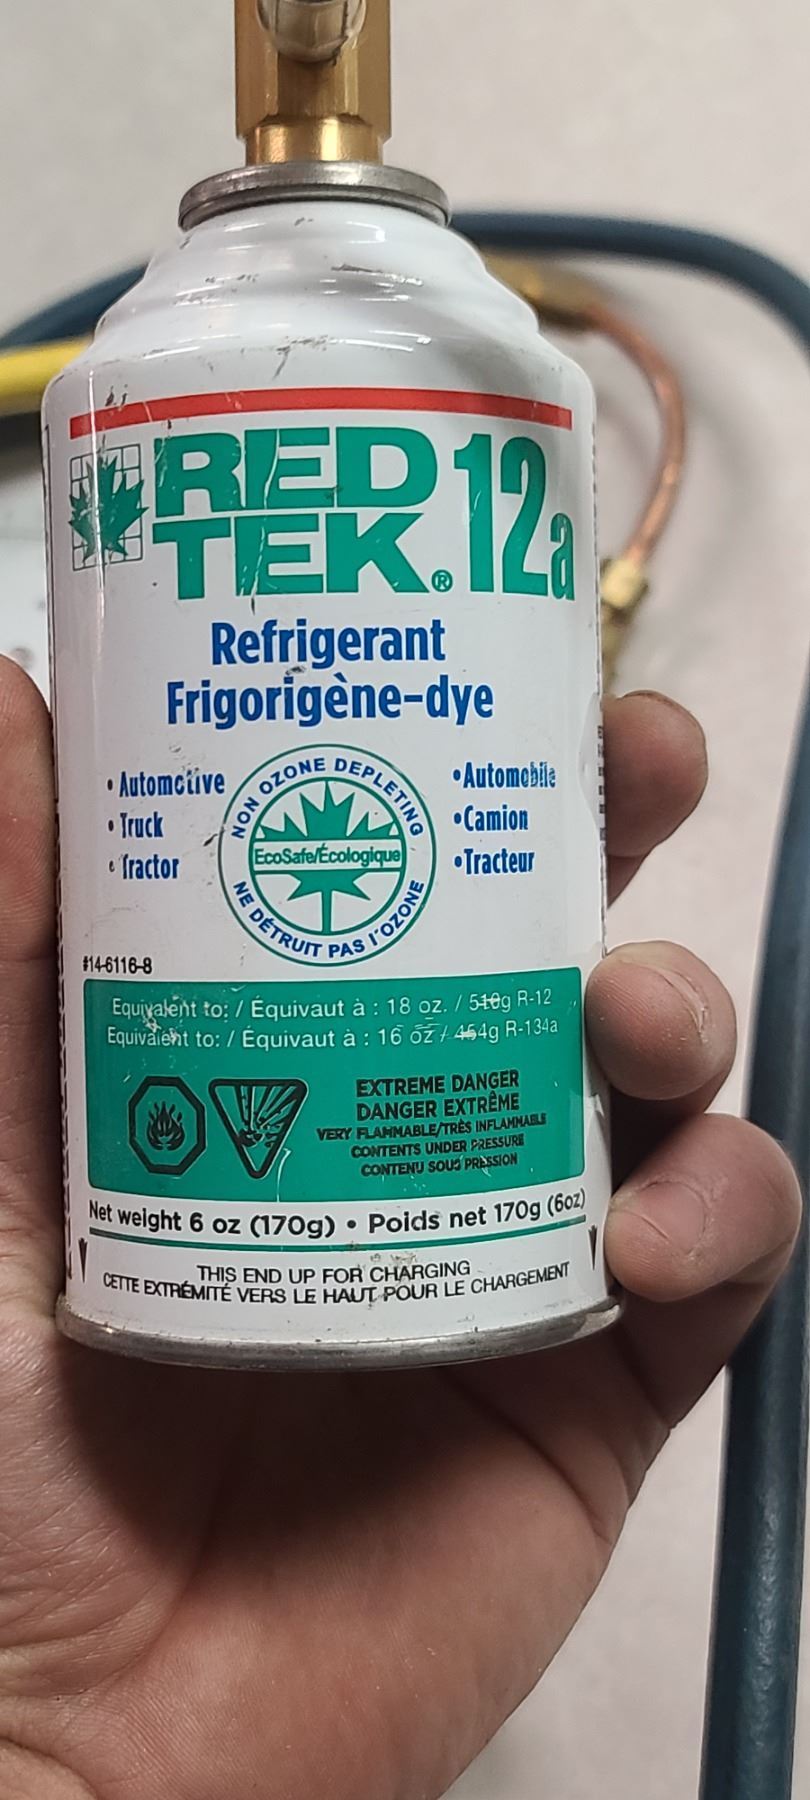 RED
TEK® 12a
Refrigerant
Frigorigène-dye
• Automotive
• Truck
• Tractor
•Automobile
•Camion
•Tracteur
NON OZONE DEPLETING
EcoSafe/Écologique
NE DÉTRUIT PAS l'OZONE
#14-6116-8
Equivalent to: / Équivaut à : 18 oz. / 510g R-12
Equivalent to: / Équivaut à : 16 oz / 454g R-134a
EXTREME DANGER
DANGER EXTRÊME
VERY FLAMMABLE/TRÈS INFLAMMABLE
CONTENTS UNDER PRESSURE
CONTENU SOUS PRESSION
Net weight 6 oz (170g) • Poids net 170g (6oz)
THIS END UP FOR CHARGING
CETTE EXTRÉMITÉ VERS LE HAUT POUR LE CHARGEMENT